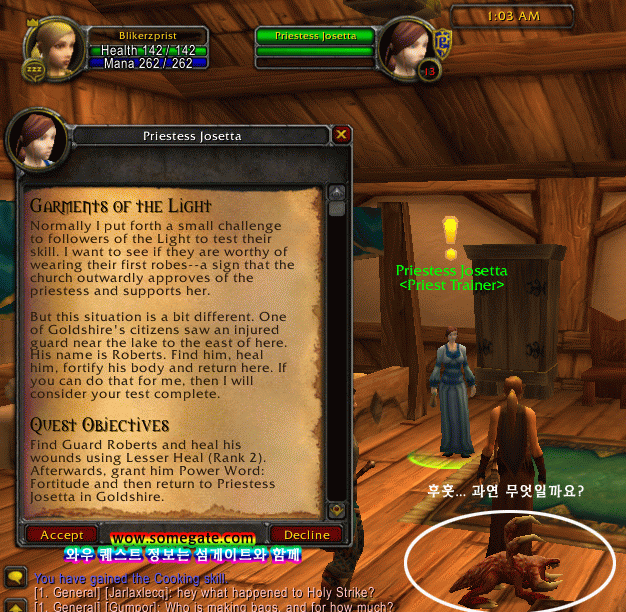 1:03 AM
Blikerzprist
Health 142 / 142
Mana 262 / 262
zzz
Priestess Josetta
13
Priestess Josetta
Garments of the Light
Normally I put forth a small challenge
to followers of the Light to test their
skill. I want to see if they are worthy of
wearing their first robes--a sign that the
church outwardly approves of the
priestess and supports her.
But this situation is a bit different. One
of Goldshire's citizens saw an injured
guard near the lake to the east of here.
His name is Roberts. Find him, heal
him, fortify his body and return here. If
you can do that for me, then I will
consider your test complete.
Quest Objectives
Find Guard Roberts and heal his
wounds using Lesser Heal (Rank 2).
Afterwards, grant him Power Word:
Fortitude and then return to Priestess
Josetta in Goldshire.
Accept
Decline
Priestess Josetta
<Priest Trainer>
후훗... 과연 무엇일까요?
wow.somegate.com
와우 퀘스트 정보는 섬게이트와 함께
You have gained the Cooking skill.
[1. General] [Jarlaxlecq]: hey what happened to Holy Strike?
[1. General] [Gumpor]: Who is making bags, and for how much?